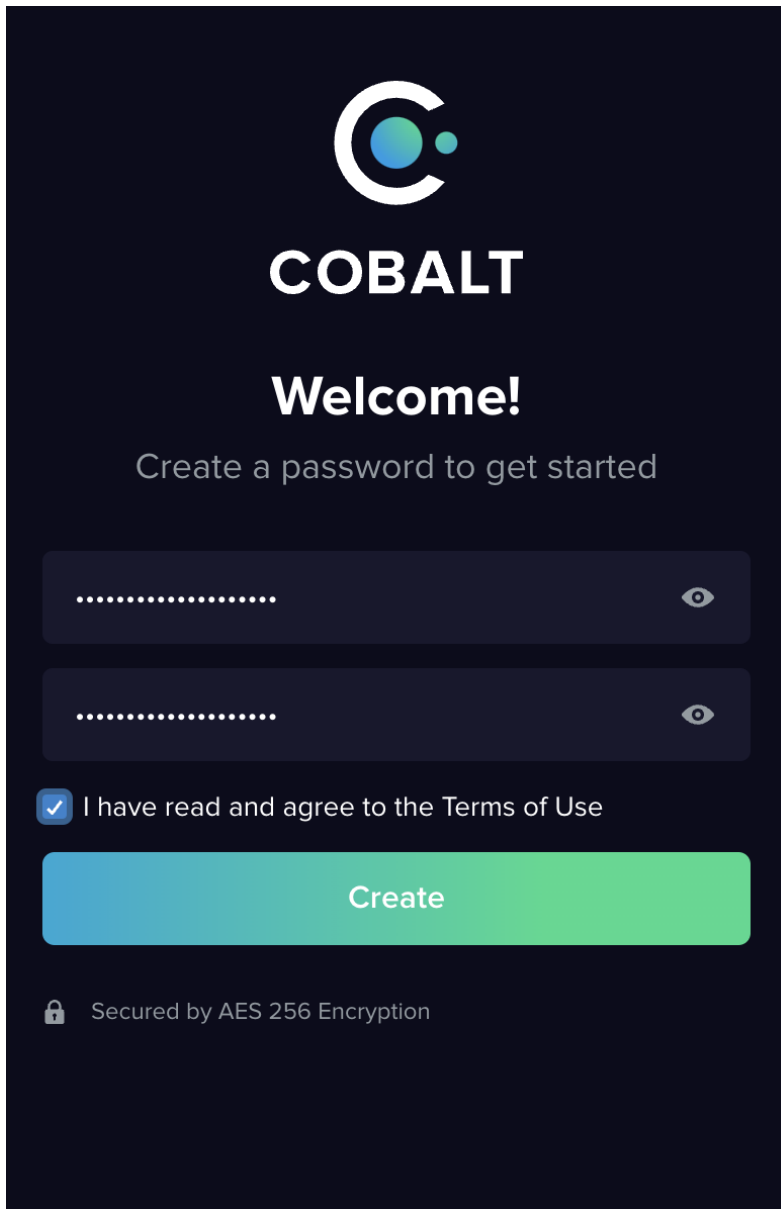 COBALT
Welcome!
Create a password to get started
••••••••••••••••••••
••••••••••••••••••••
I have read and agree to the Terms of Use
Create
Secured by AES 256 Encryption